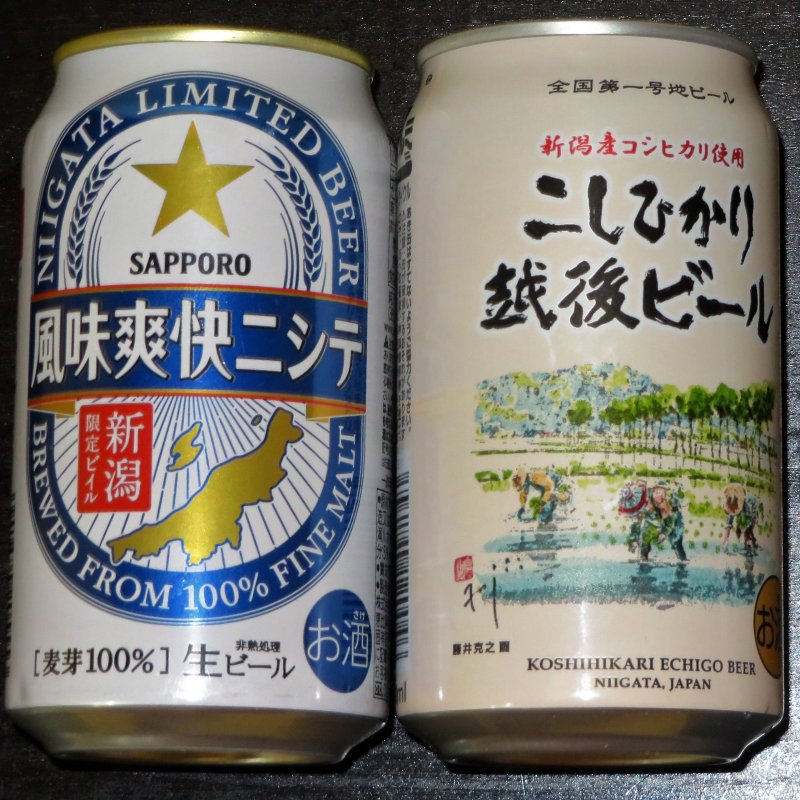 NIIGATA LIMITED BEER
SAPPORO
風味爽快ニシテ
新潟
限定ビイル
BREWED FROM 100% FINE MALT
[麦芽100%]
非熱処理
生ビール
さけ
お酒
全国第一号地ビール
新潟産コシヒカリ使用
こしひかり
越後ビール
藤井克之 画
お酒
KOSHIHIKARI ECHIGO BEER
NIIGATA, JAPAN